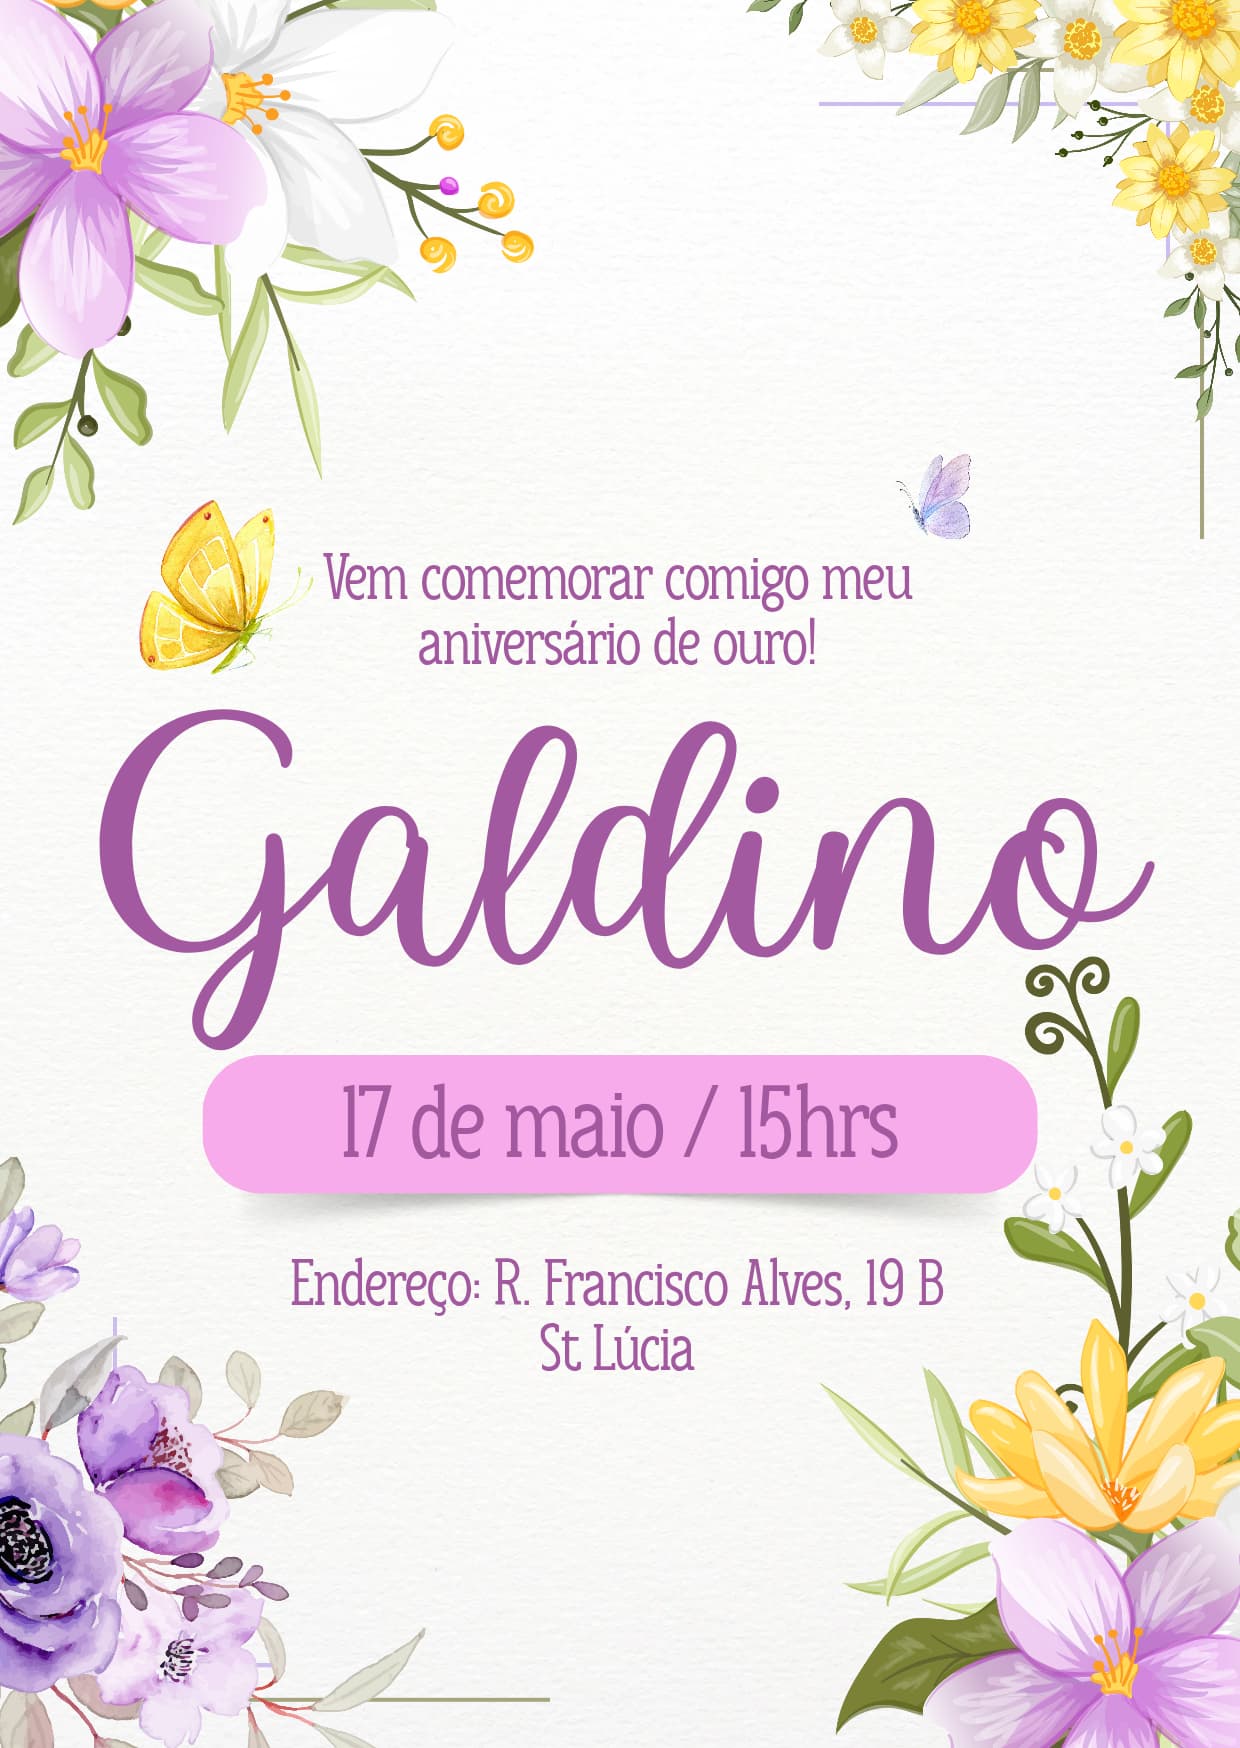 Vem comemorar comigo meu
aniversário de ouro!
Galdino
17 de maio / 15hrs
Endereço: R. Francisco Alves, 19 B
St Lúcia